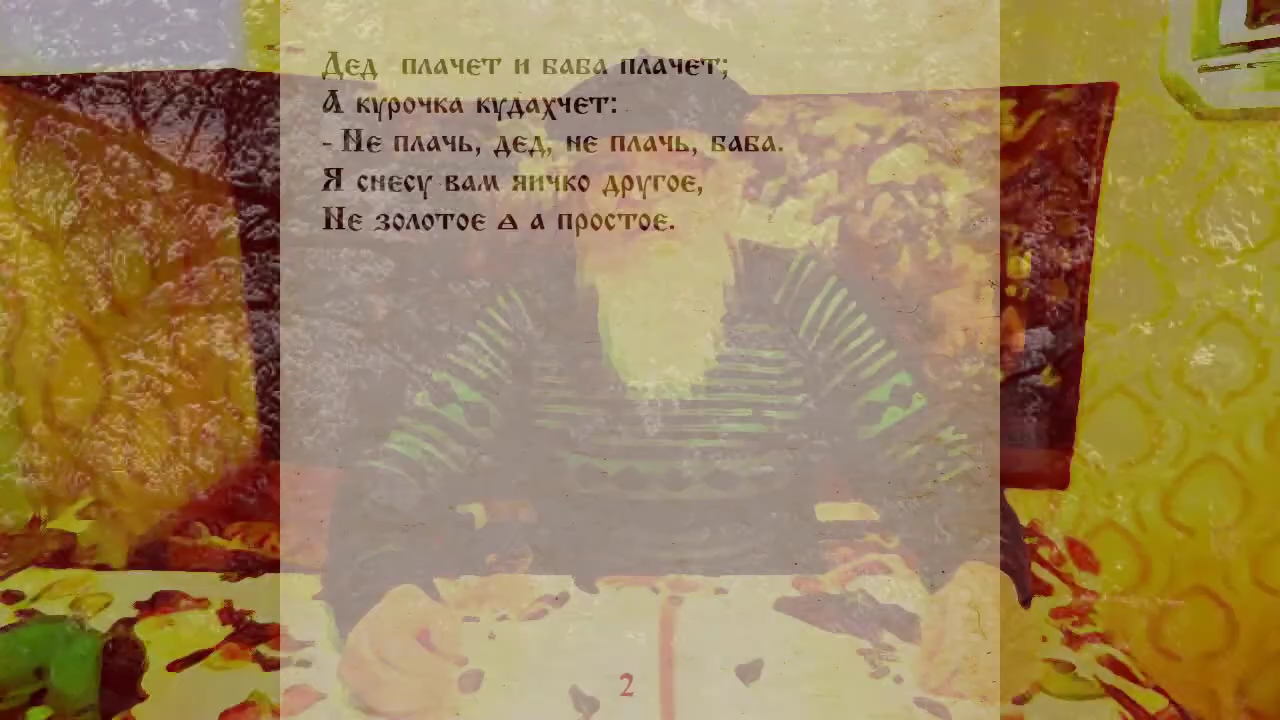 Дед плачет и баба плачет;
А курочка кудахчет:
- Не плачь, дед, не плачь, баба.
Я снесу вам яичко другое,
Не золотое ѧ а простое.
2